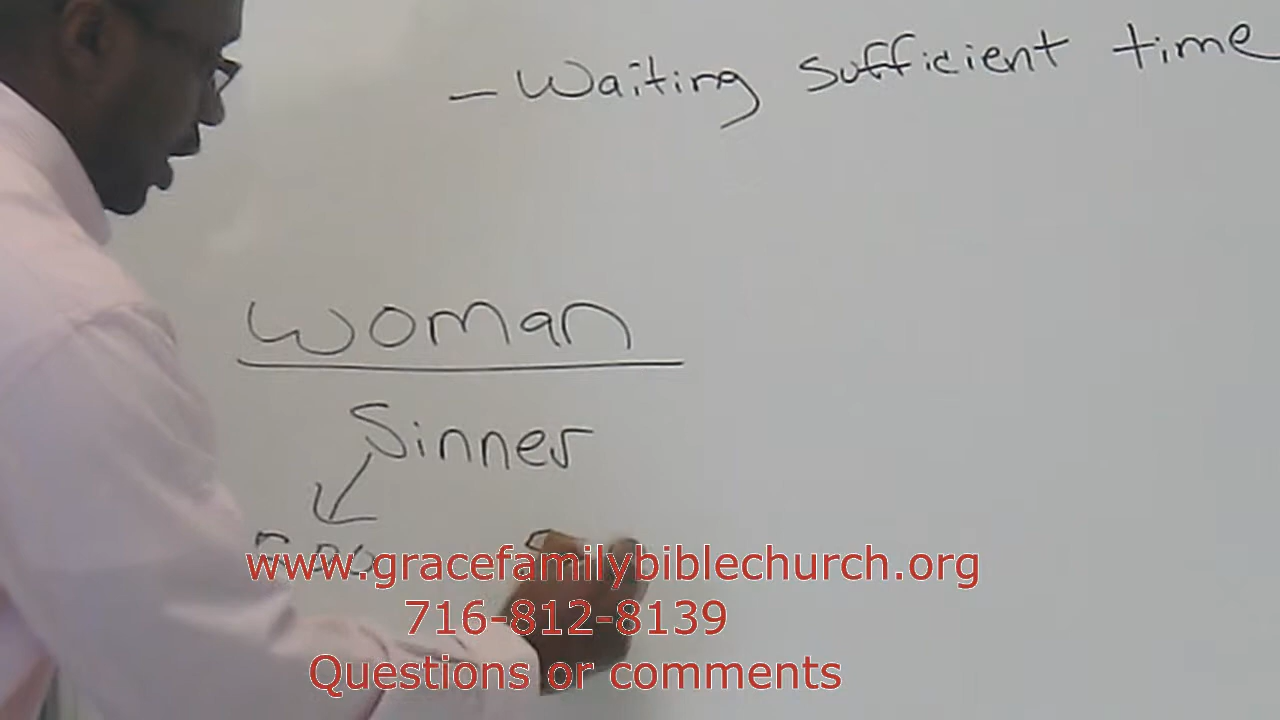 - Waiting sufficient time
Woman
Sinner
www.gracefamilybiblechurch.org
716-812-8139
Questions or comments